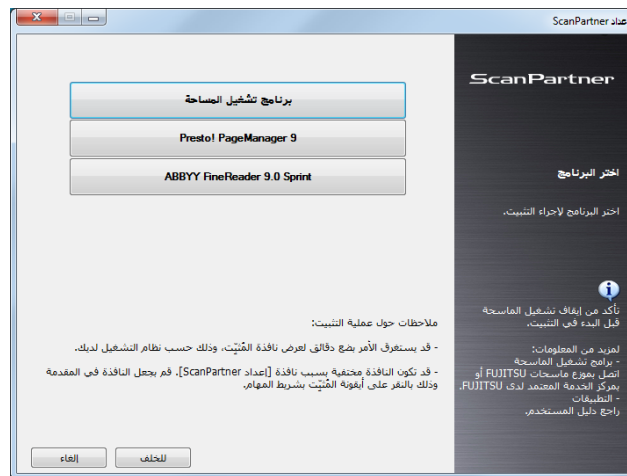 إعداد ScanPartner
ScanPartner
اختر البرنامج
اختر البرنامج لاجراء التثبيت.
تأكد من إيقاف تشغيل الماسحة
قبل البدء في التثبيت.
لمزيد من المعلومات:
- برامج تشغيل الماسحة
اتصل بموزع ماسحات FUJITSU أو
بمركز الخدمة المعتمد لدى FUJITSU.
- التطبيقات
راجع دليل المستخدم.
برنامج تشغيل المساحة
Presto! PageManager 9
ABBYY FineReader 9.0 Sprint
ملاحظات حول عملية التثبيت:
- قد يستغرق الأمر بضع دقائق لعرض نافذة المُثبِّت، وذلك حسب نظام التشغيل لديك.
- قد تكون النافذة مختفية بسبب نافذة [إعداد ScanPartner]. قم بجعل النافذة في المقدمة
وذلك بالنقر على أيقونة المُثبِّت بشريط المهام.
للخلف
إلغاء